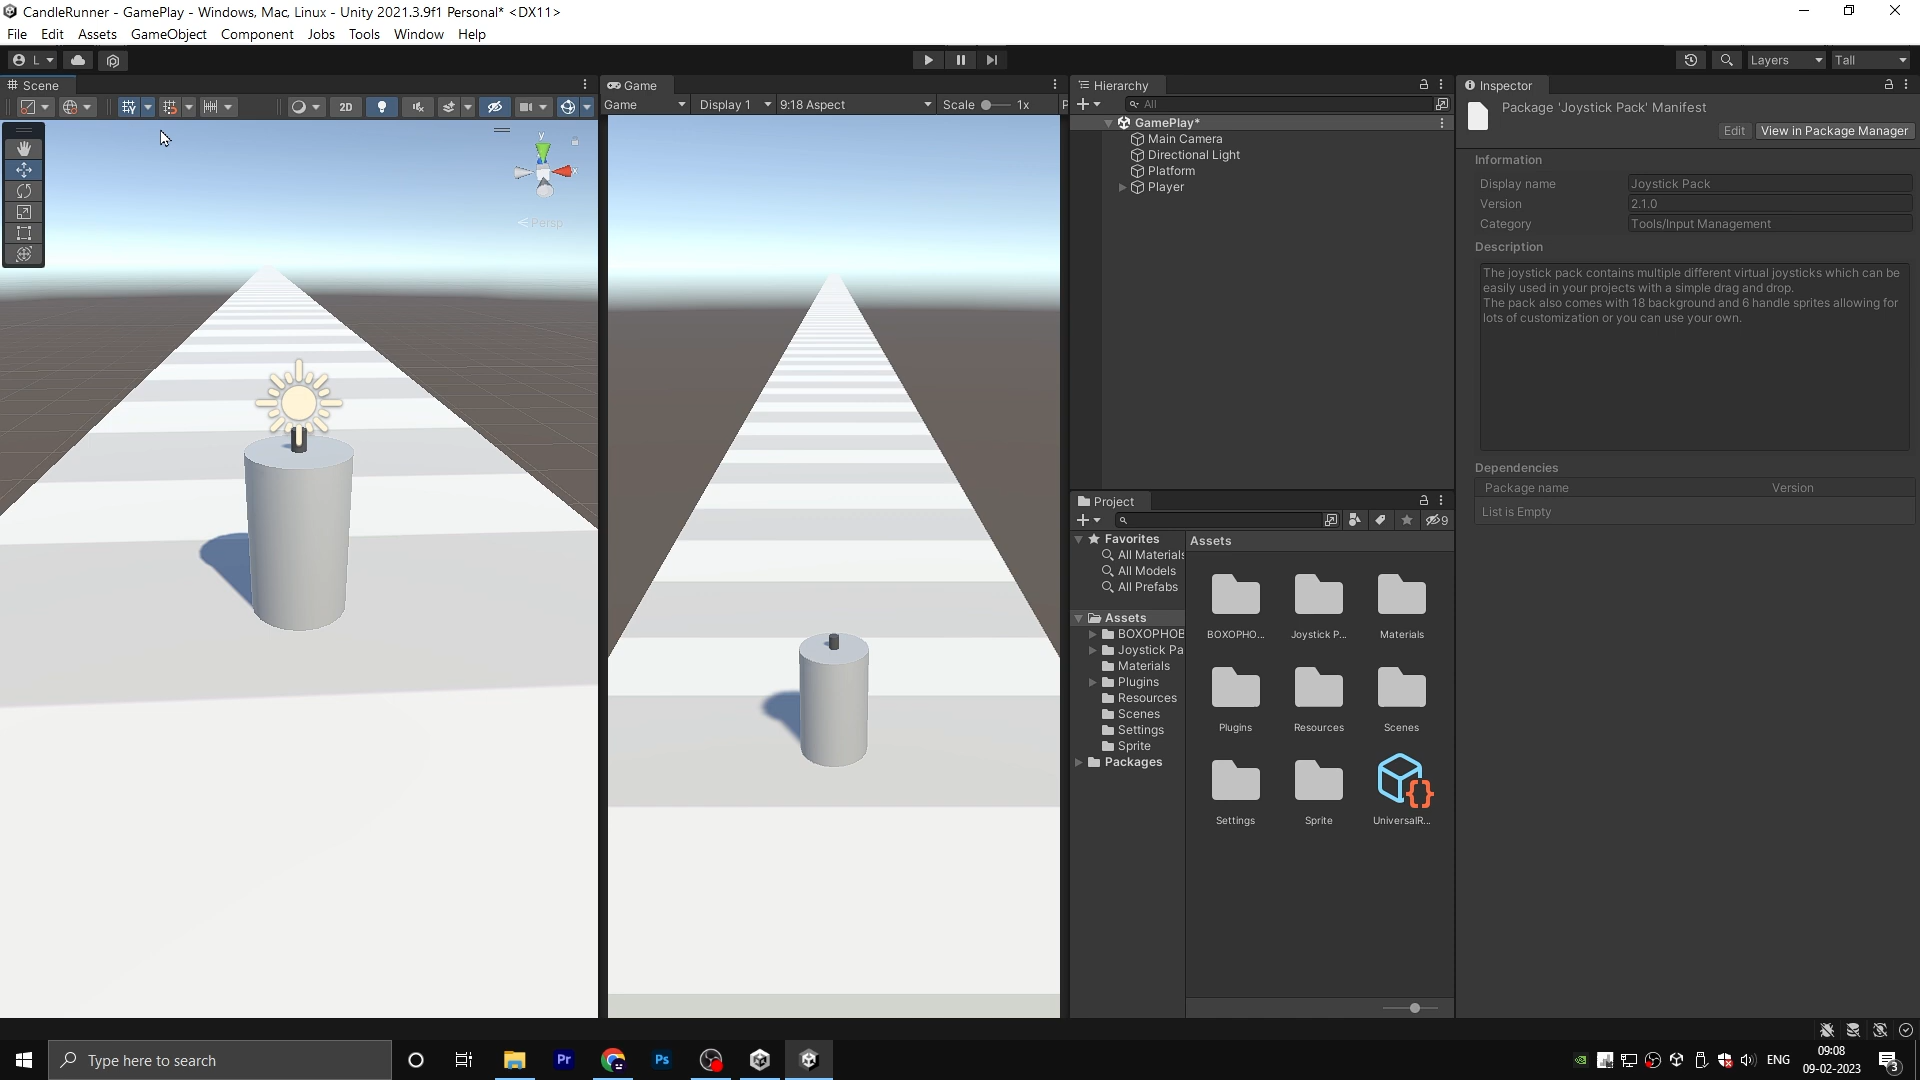 CandleRunner - GamePlay - Windows, Mac, Linux - Unity 2021.3.9f1 Personal* <DX11>
File Edit Assets GameObject Component Jobs Tools Window Help
L Layers Tall
Scene
2D
y
x
Persp
Game
Game Display 1 9:18 Aspect Scale 1x P
Hierarchy
All
GamePlay*
Main Camera
Directional Light
Platform
Player
Project
9
Favorites
All Materials
All Models
All Prefabs
Assets
BOXOPHOB
Joystick Pa
Materials
Plugins
Resources
Scenes
Settings
Sprite
Packages
Assets
BOXOPHO... Joystick P... Materials
Plugins Resources Scenes
Settings Sprite UniversalR...
Inspector
Package 'Joystick Pack' Manifest
Edit View in Package Manager
Information
Display name Joystick Pack
Version 2.1.0
Category Tools/Input Management
Description
The joystick pack contains multiple different virtual joysticks which can be
easily used in your projects with a simple drag and drop.
The pack also comes with 18 background and 6 handle sprites allowing for
lots of customization or you can use your own.
Dependencies
Package name Version
List is Empty
Type here to search
Pr
Ps
ENG
09:08
09-02-2023
3